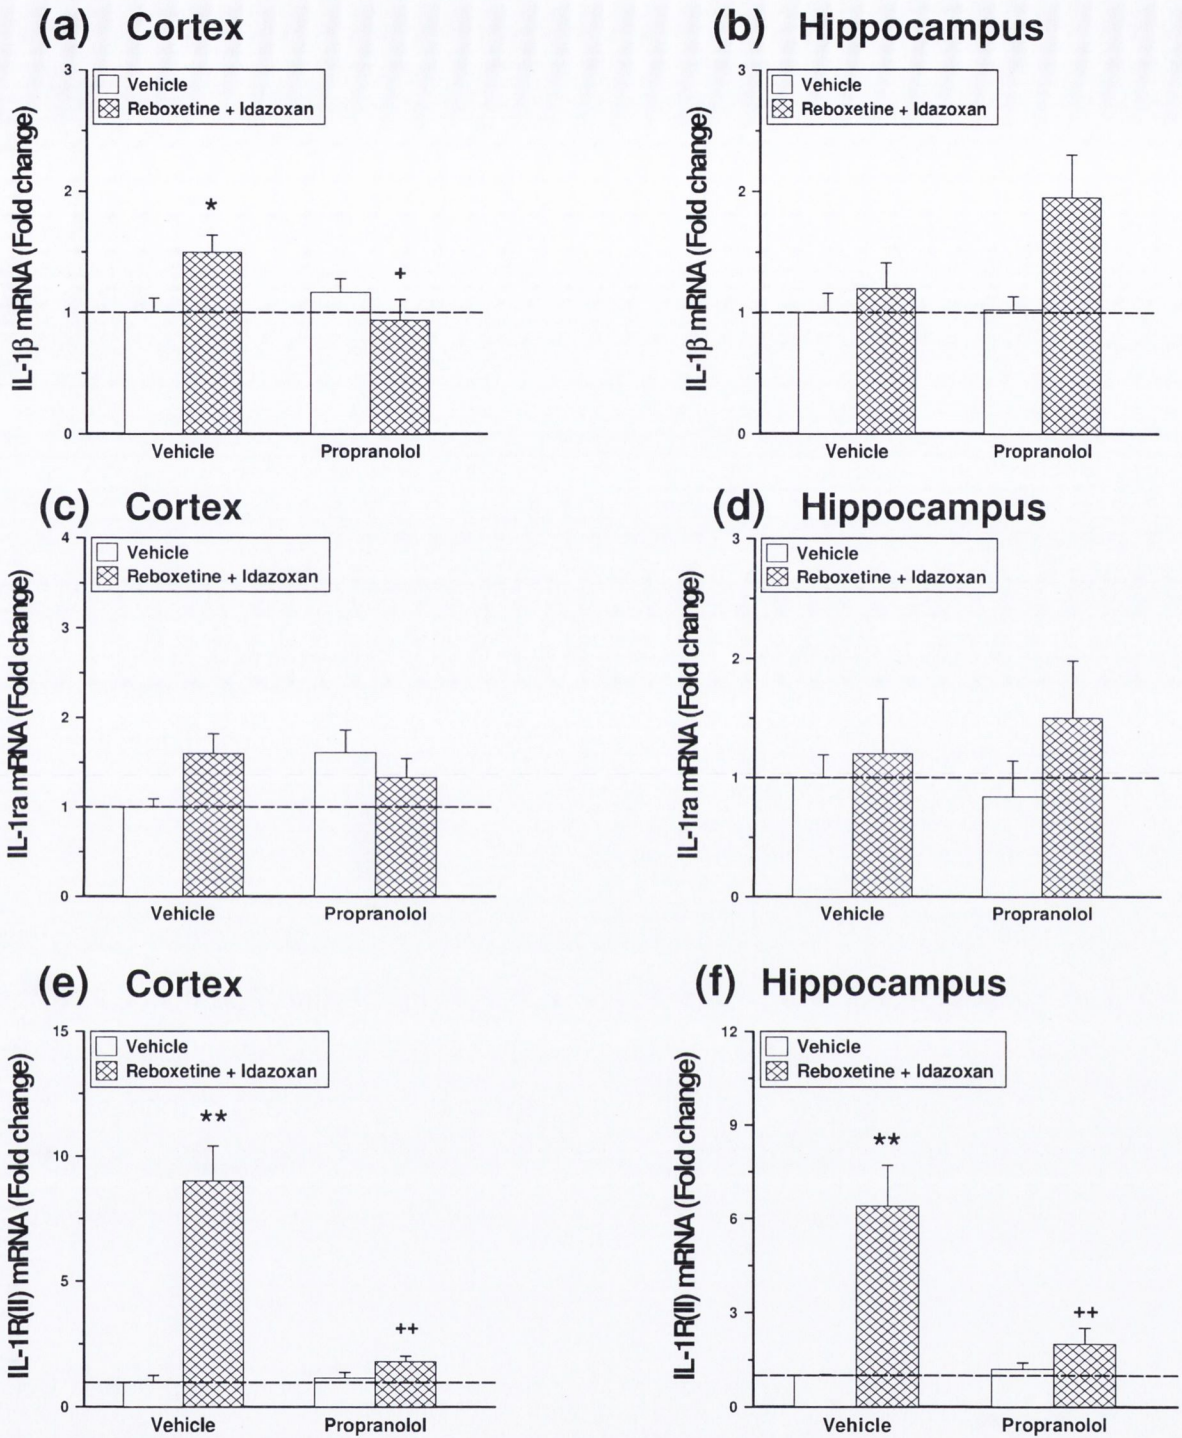 (a) Cortex
(b) Hippocampus
IL-1β mRNA (Fold change)
3
2
1
0
Vehicle
Reboxetine + Idazoxan
*
+
Vehicle
Propranolol
IL-1β mRNA (Fold change)
3
2
1
0
Vehicle
Reboxetine + Idazoxan
Vehicle
Propranolol
(c) Cortex
(d) Hippocampus
IL-1ra mRNA (Fold change)
4
3
2
1
0
Vehicle
Reboxetine + Idazoxan
Vehicle
Propranolol
IL-1ra mRNA (Fold change)
3
2
1
0
Vehicle
Reboxetine + Idazoxan
Vehicle
Propranolol
(e) Cortex
(f) Hippocampus
IL-1R(II) mRNA (Fold change)
15
10
5
0
Vehicle
Reboxetine + Idazoxan
**
++
Vehicle
Propranolol
IL-1R(II) mRNA (Fold change)
12
9
6
3
0
Vehicle
Reboxetine + Idazoxan
**
++
Vehicle
Propranolol